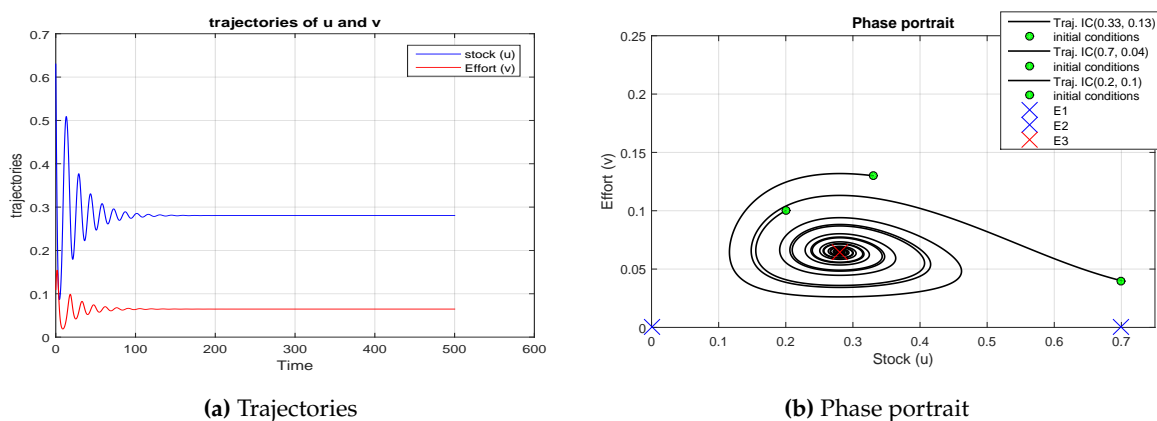 trajectories of u and v
stock (u)
Effort (v)
trajectories
0.7
0.6
0.5
0.4
0.3
0.2
0.1
0
0 100 200 300 400 500 600
Time
(a) Trajectories
Phase portrait
Traj. IC(0.33, 0.13)
initial conditions
Traj. IC(0.7, 0.04)
initial conditions
Traj. IC(0.2, 0.1)
initial conditions
E1
E2
E3
Effort (v)
0.25
0.2
0.15
0.1
0.05
0
0 0.1 0.2 0.3 0.4 0.5 0.6 0.7
Stock (u)
(b) Phase portrait